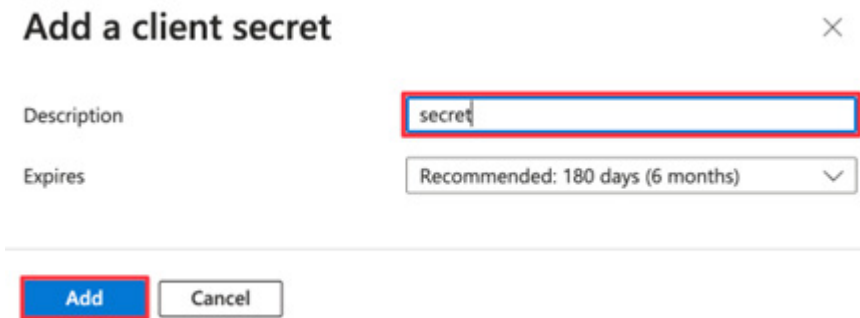 Add a client secret
Description
secret
Expires
Recommended: 180 days (6 months)
Add
Cancel